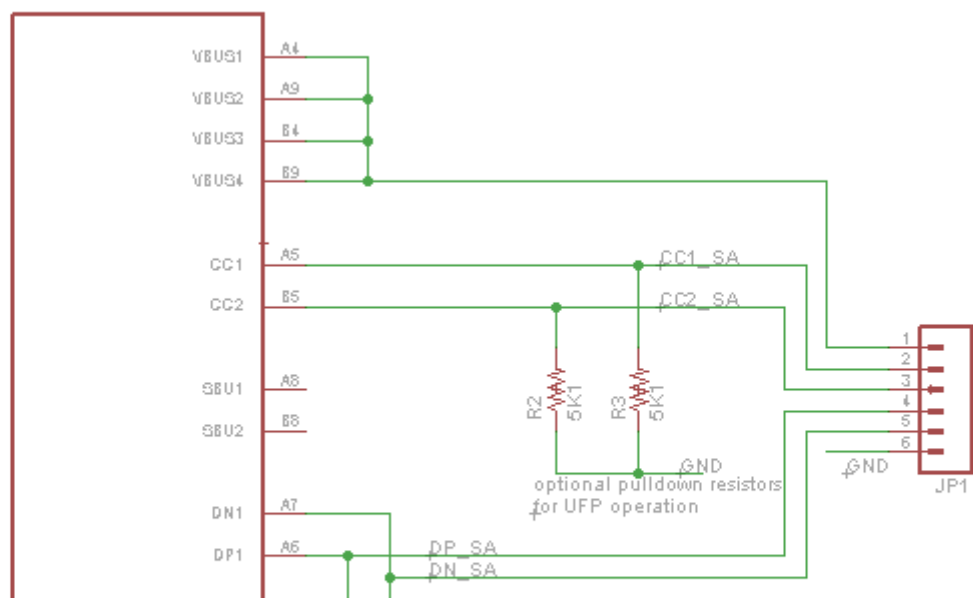 VBUS1 A4
VBUS2 A9
VBUS3 B4
VBUS4 B9
CC1 A5 CC1_SA
CC2 B5 CC2_SA
1
2
SBU1 A8 R2 5K1 R3 5K1 3
4
SBU2 B8 5
6
GND GND
optional pulldown resistors JP1
for UFP operation
DN1 A7
DP1 A6 DP_SA
DN_SA